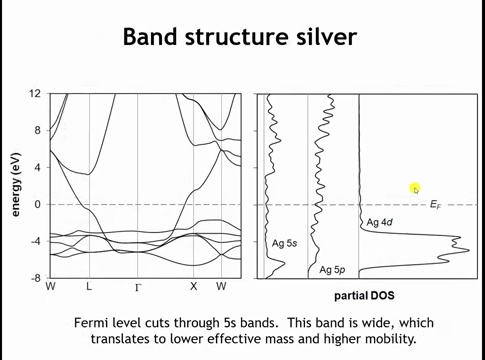 Band structure silver
12
8
4
0
-4
-8
energy (eV)
W
L
Γ
X
W
Ag 5s
Ag 5p
Ag 4d
E_F
partial DOS
Fermi level cuts through 5s bands. This band is wide, which
translates to lower effective mass and higher mobility.